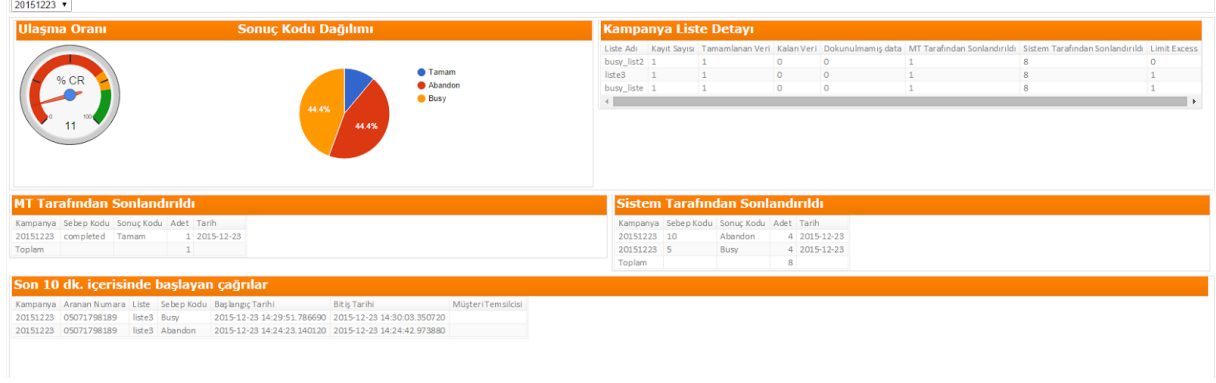 20151223
Ulaşma Oranı
Sonuç Kodu Dağılımı
% CR
0
100
11
44.4%
44.4%
Tamam
Abandon
Busy
Kampanya Liste Detayı
Liste Adı Kayıt Sayısı Tamamlanan Veri Kalan Veri Dokunulmamış data MT Tarafından Sonlandırıldı Sistem Tarafından Sonlandırıldı Limit Excess
busy_list2 1 1 0 0 1 8 0
liste3 1 1 0 0 1 8 1
busy_liste 1 1 0 0 1 8 1
MT Tarafından Sonlandırıldı
Kampanya Sebep Kodu Sonuç Kodu Adet Tarih
20151223 completed Tamam 1 2015-12-23
Toplam 1
Sistem Tarafından Sonlandırıldı
Kampanya Sebep Kodu Sonuç Kodu Adet Tarih
20151223 10 Abandon 4 2015-12-23
20151223 5 Busy 4 2015-12-23
Toplam 8
Son 10 dk. içerisinde başlayan çağrılar
Kampanya Aranan Numara Liste Sebep Kodu Başlangıç Tarihi Bitiş Tarihi Müşteri Temsilcisi
20151223 05071798189 liste3 Busy 2015-12-23 14:29:51.786690 2015-12-23 14:30:03.350720
20151223 05071798189 liste3 Abandon 2015-12-23 14:24:23.140120 2015-12-23 14:24:42.973880